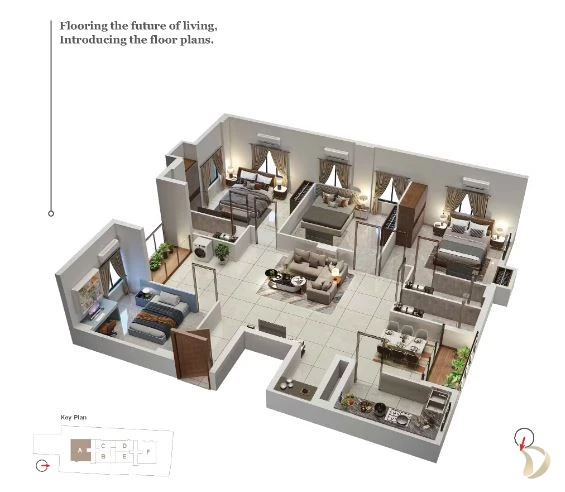 Flooring the future of living,
Introducing the floor plans.
Key Plan
A
C
D
B
E
F